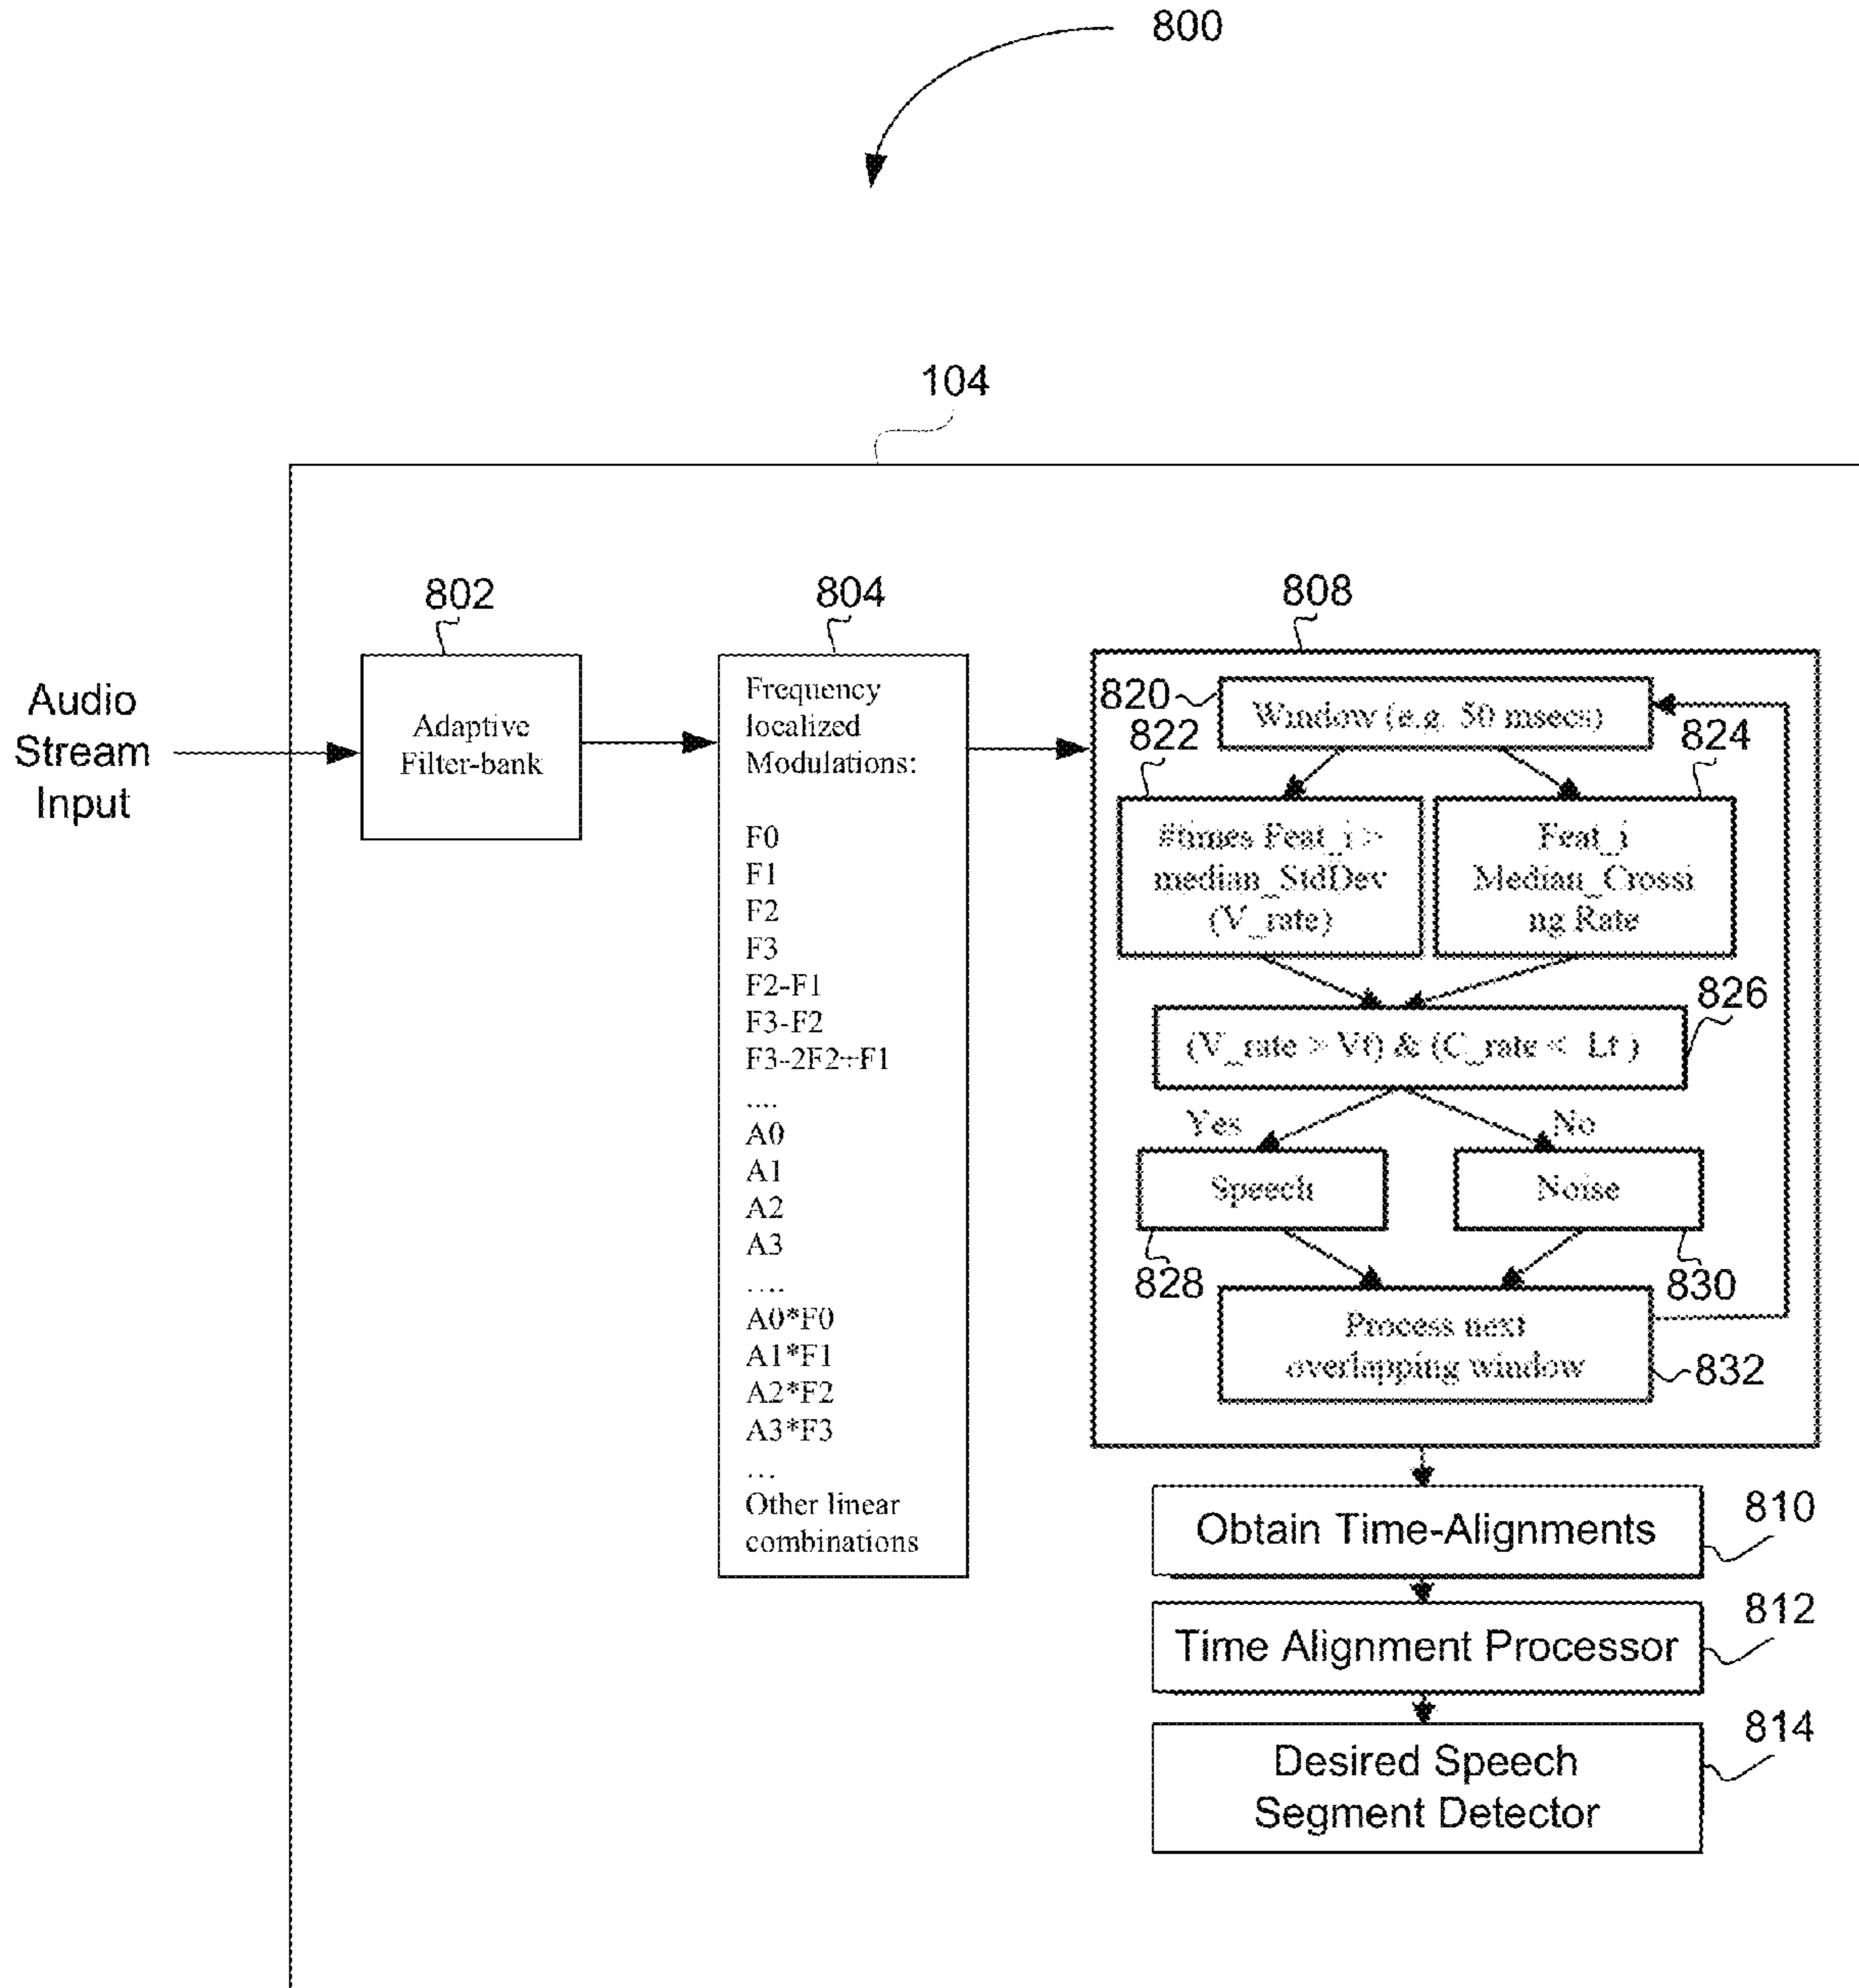 800
104
802
804
808
Audio
Stream
Input
Adaptive
Filter-bank
Frequency
localized
Modulations:
F0
F1
F2
F3
F2-F1
F3-F2
F3-2F2+F1
....
A0
A1
A2
A3
....
A0*F0
A1*F1
A2*F2
A3*F3
...
Other linear
combinations
820
Window (e.g. 50 msecs)
822
824
#times Feat_i >
median_StdDev
(V_rate)
Feat_i
Median_Crossi
ng Rate
826
(V_rate > Vt) & (C_rate < Lt )
Yes
No
Speech
Noise
828
830
Process next
overlapping window
832
Obtain Time-Alignments
810
Time Alignment Processor
812
Desired Speech
Segment Detector
814